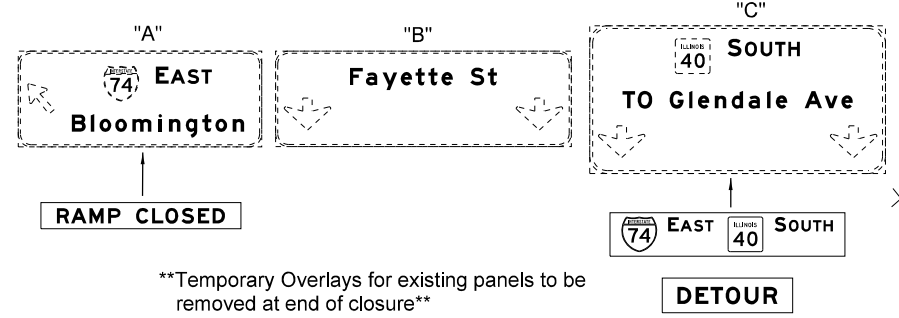 "A"
INTERSTATE 74 EAST
Bloomington
RAMP CLOSED
"B"
Fayette St
"C"
ILLINOIS 40 SOUTH
TO Glendale Ave
INTERSTATE 74 EAST ILLINOIS 40 SOUTH
DETOUR
**Temporary Overlays for existing panels to be
removed at end of closure**